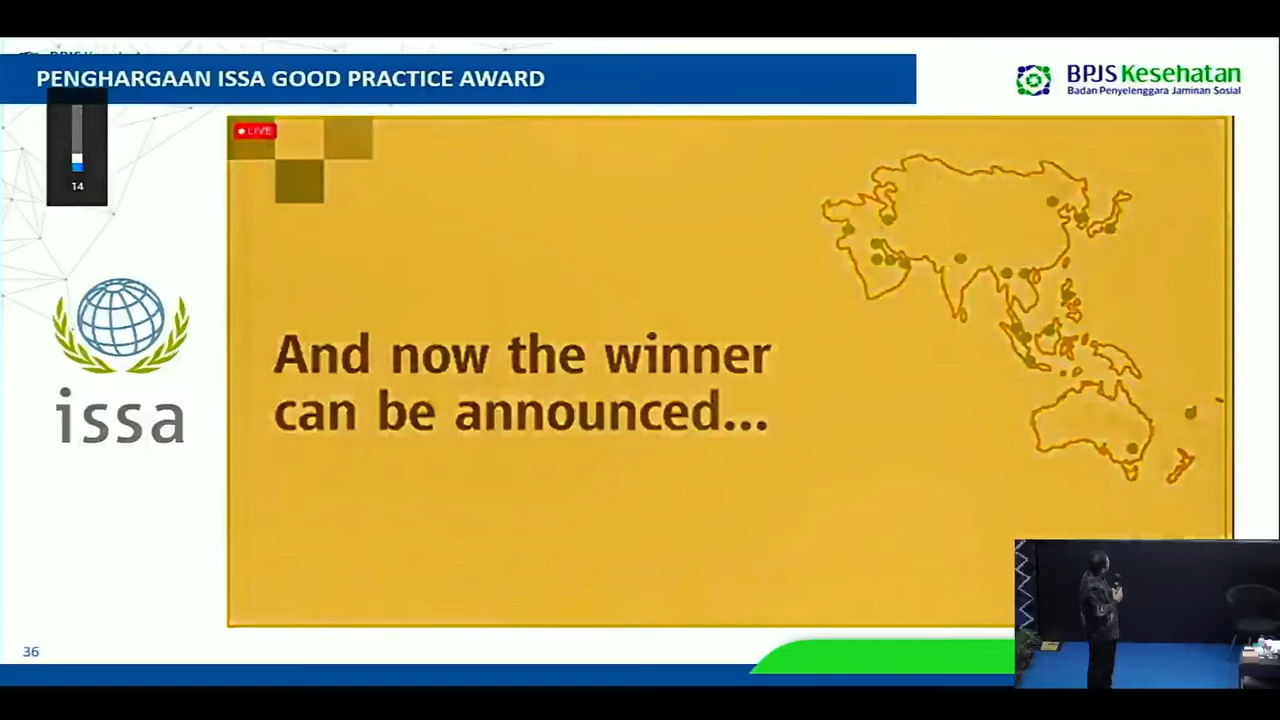 PENGHARGAAN ISSA GOOD PRACTICE AWARD
BPJS Kesehatan
Badan Penyelenggara Jaminan Sosial
LIVE
14
issa
And now the winner
can be announced...
36